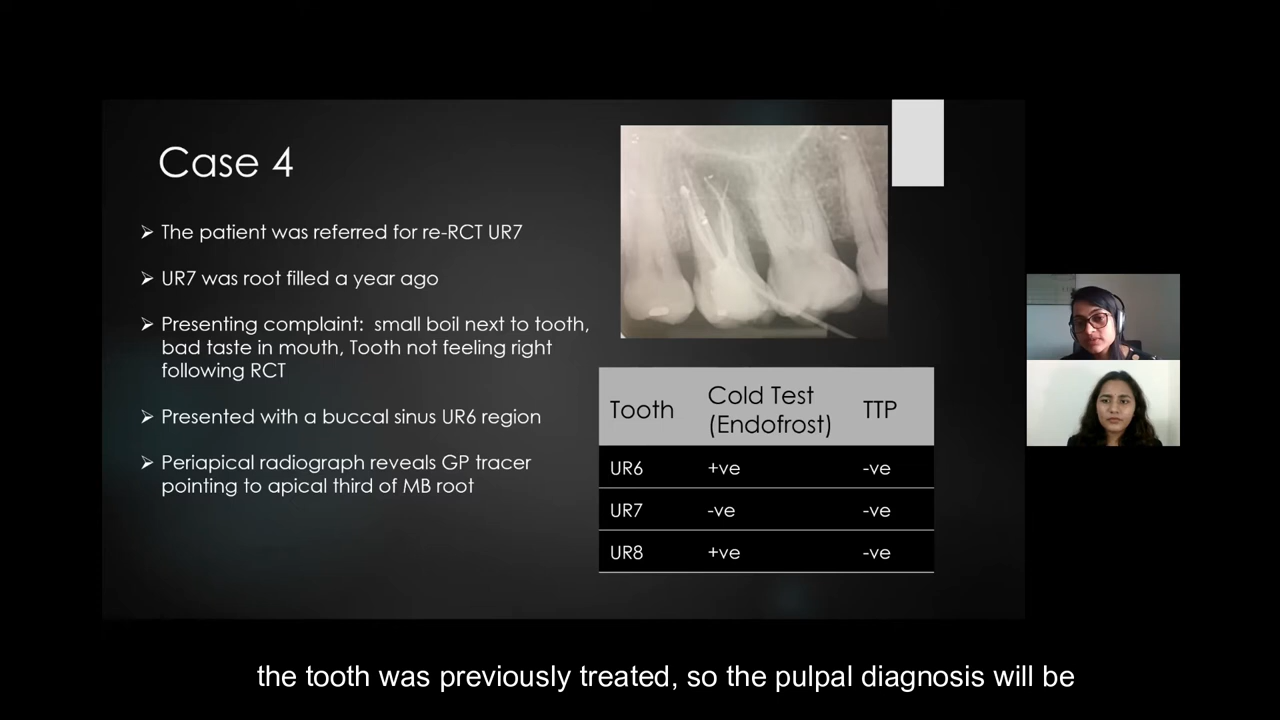 Case 4
➢ The patient was referred for re-RCT UR7
➢ UR7 was root filled a year ago
➢ Presenting complaint: small boil next to tooth,
bad taste in mouth, Tooth not feeling right
following RCT
➢ Presented with a buccal sinus UR6 region
➢ Periapical radiograph reveals GP tracer
pointing to apical third of MB root
Tooth Cold Test (Endofrost) TTP
UR6 +ve -ve
UR7 -ve -ve
UR8 +ve -ve
the tooth was previously treated, so the pulpal diagnosis will be